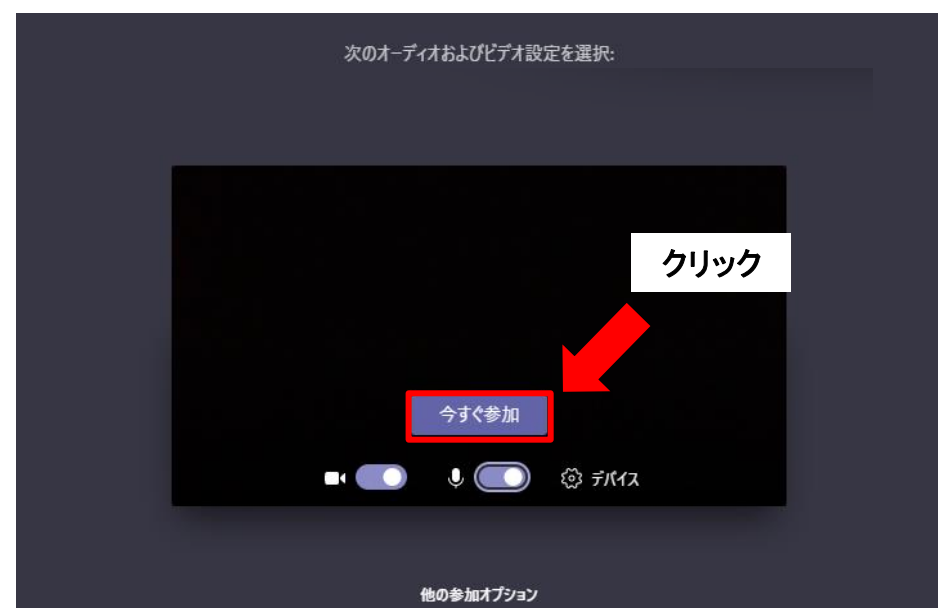 次のオーディオおよびビデオ設定を選択:
クリック
今すぐ参加
デバイス
他の参加オプション